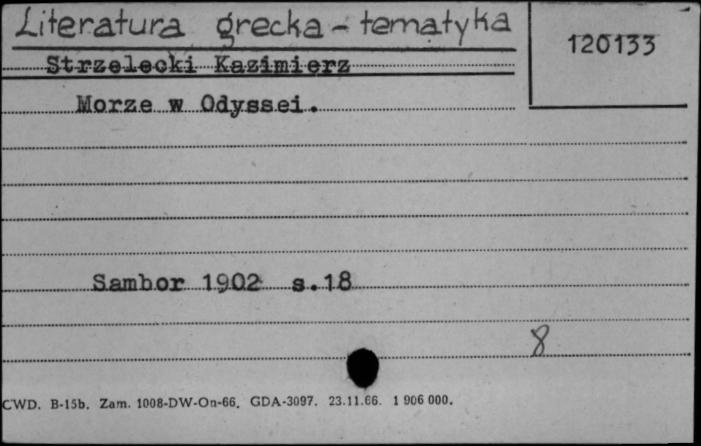 Literatura grecka - tematyka
120133
Strzelecki Kazimierz
Morze w Odyssei.
Sambor 1902 s.18
8
CWD. B-15b. Zam. 1008-DW-On-66. GDA-3097. 23.11.66. 1 906 000.